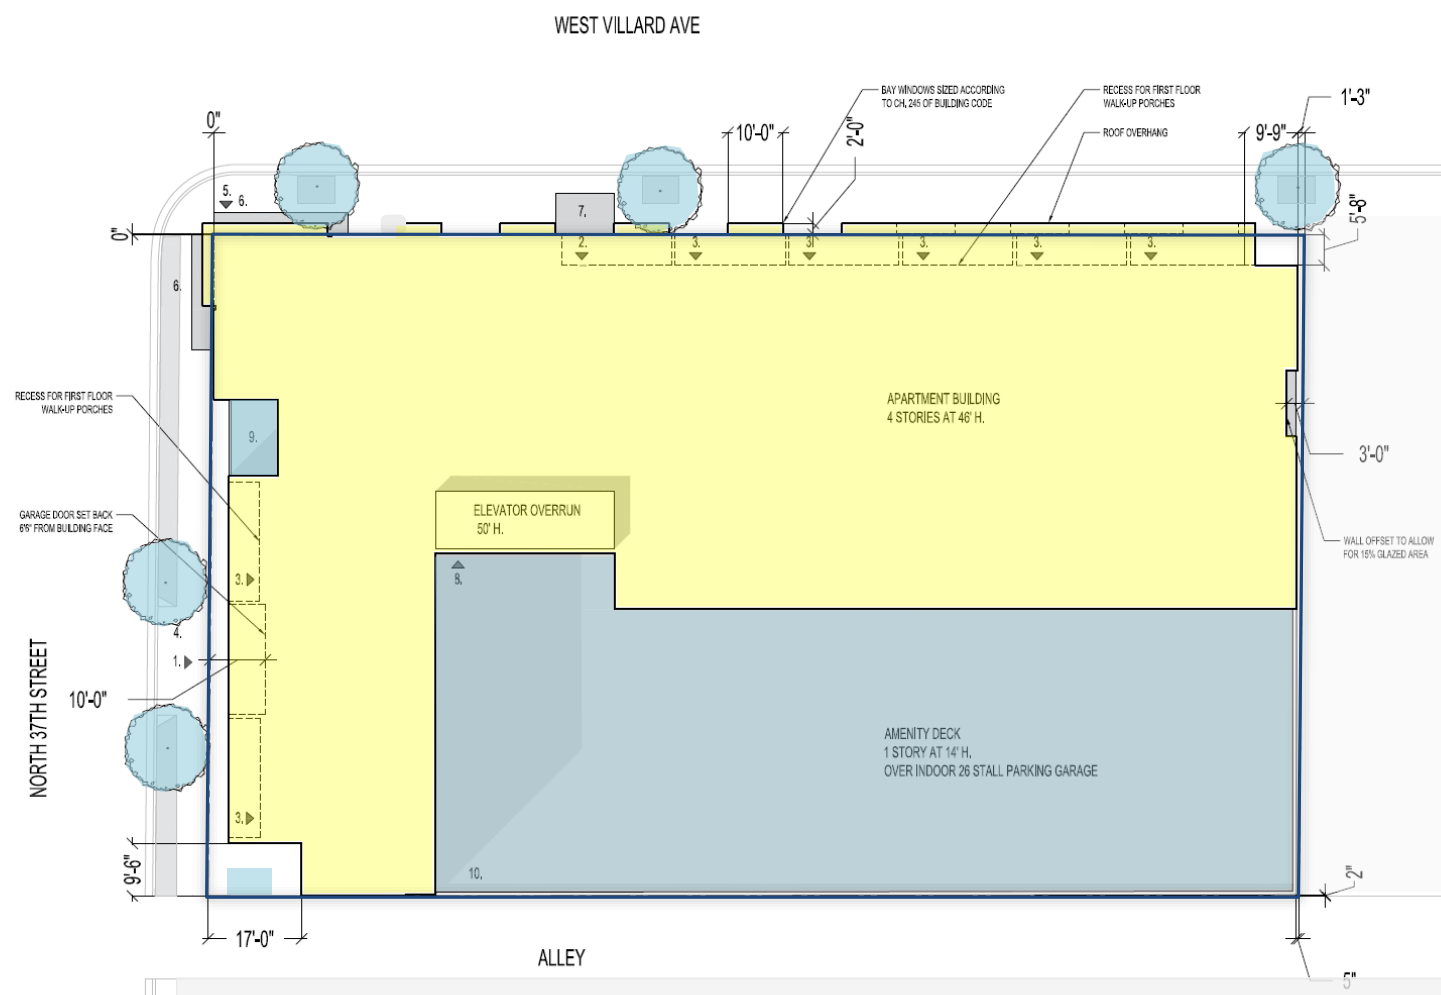 WEST VILLARD AVE
BAY WINDOWS SIZED ACCORDING
TO CH. 245 OF BUILDING CODE
RECESS FOR FIRST FLOOR
WALK-UP PORCHES
1'-3"
0"
10'-0"
2'-0"
ROOF OVERHANG
9'-9"
5.
6.
7.
5'-8"
0"
2.
3.
3.
3.
3.
3.
6.
RECESS FOR FIRST FLOOR
WALK-UP PORCHES
APARTMENT BUILDING
4 STORIES AT 46' H.
9.
3'-0"
GARAGE DOOR SET BACK
6'6" FROM BUILDING FACE
ELEVATOR OVERRUN
50' H.
WALL OFFSET TO ALLOW
FOR 15% GLAZED AREA
8.
3.
4.
1.
NORTH 37TH STREET
10'-0"
AMENITY DECK
1 STORY AT 14' H.
OVER INDOOR 26 STALL PARKING GARAGE
3.
9'-6"
10.
2"
17'-0"
ALLEY
5"